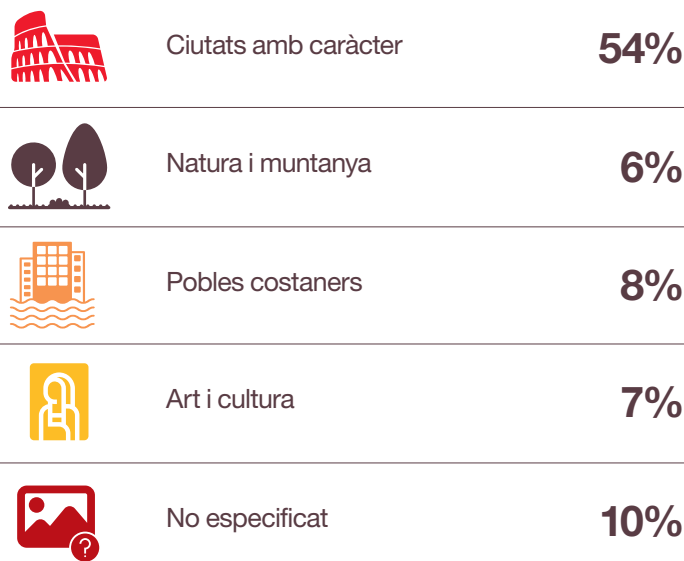 Ciutats amb caràcter 54%
Natura i muntanya 6%
Pobles costaners 8%
Art i cultura 7%
No especificat 10%
?